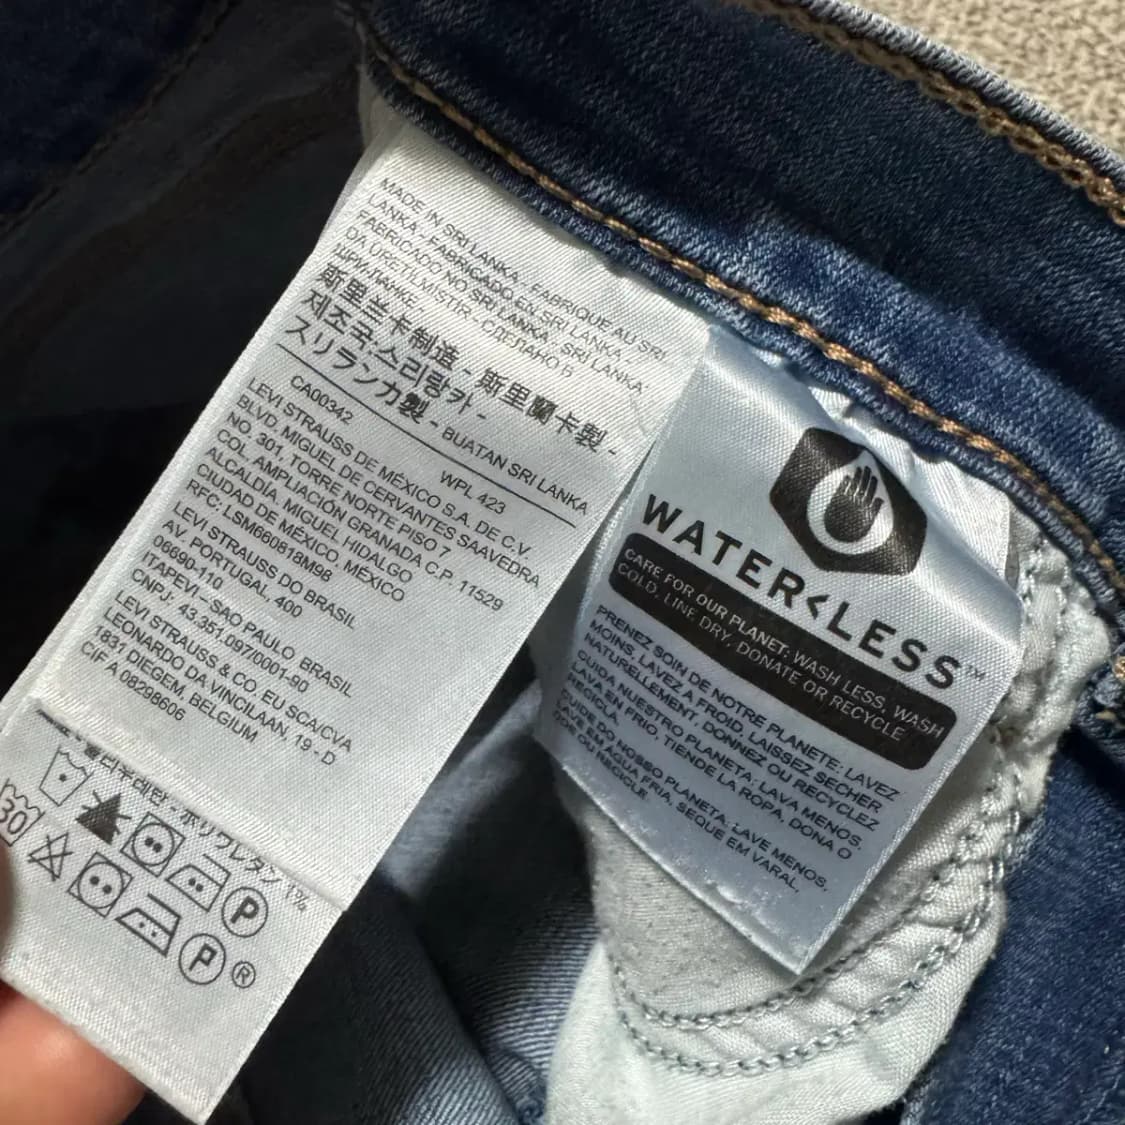 MADE IN SRI LANKA - FABRIQUÉ AU SRI
LANKA - FABRICADO EN SRI LANKA -
FABRICADO NO SRI LANKA - SRI LANKA'
DA ÜRETİLMİŞTİR - СДЕЛАНО В
ШРИ-ЛАНКЕ
斯里兰卡制造 - 斯里蘭卡製 -
제조국:스리랑카 -
スリランカ製 - BUATAN SRI LANKA
CA00342 WPL 423
LEVI STRAUSS DE MÉXICO S.A. DE C.V.
BLVD. MIGUEL DE CERVANTES SAAVEDRA
NO. 301, TORRE NORTE PISO 7
COL. AMPLIACIÓN GRANADA C.P. 11529
ALCALDÍA. MIGUEL HIDALGO
CIUDAD DE MÉXICO, MÉXICO
RFC: LSM660818M98
LEVI STRAUSS DO BRASIL
AV. PORTUGAL, 400
06690-110
ITAPEVI - SAO PAULO BRASIL
CNPJ: 43.351.097/0001-90
LEVI STRAUSS & CO. EU SCA/CVA
LEONARDO DA VINCILAAN, 19 - D
1831 DIEGEM, BELGIUM
CIF A 08298606
우레탄 - ポリウレタン 1%
P
30
P ®
WATER<LESS™
CARE FOR OUR PLANET: WASH LESS, WASH
COLD, LINE DRY, DONATE OR RECYCLE
PRENEZ SOIN DE NOTRE PLANETE: LAVEZ
MOINS, LAVEZ A FROID, LAISSEZ SECHER
NATURELLEMENT, DONNEZ OU RECYCLEZ
CUIDA NUESTRO PLANETA: LAVA MENOS,
LAVA EN FRIO, TIENDE LA ROPA, DONA O
RECICLA.
CUIDE DO NOSSO PLANETA: LAVE MENOS,
LAVE EM AGUA FRIA, SEQUE EM VARAL,
DOE OU RECICLE.